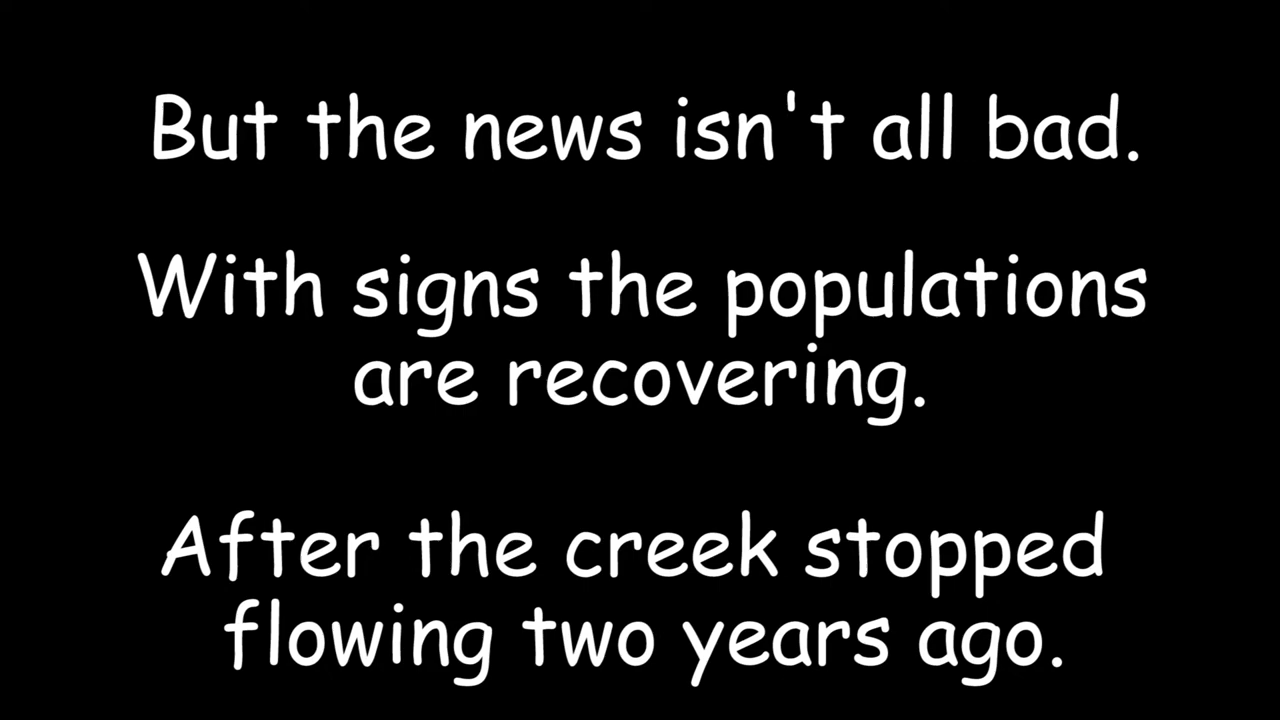 But the news isn't all bad.
With signs the populations
are recovering.
After the creek stopped
flowing two years ago.